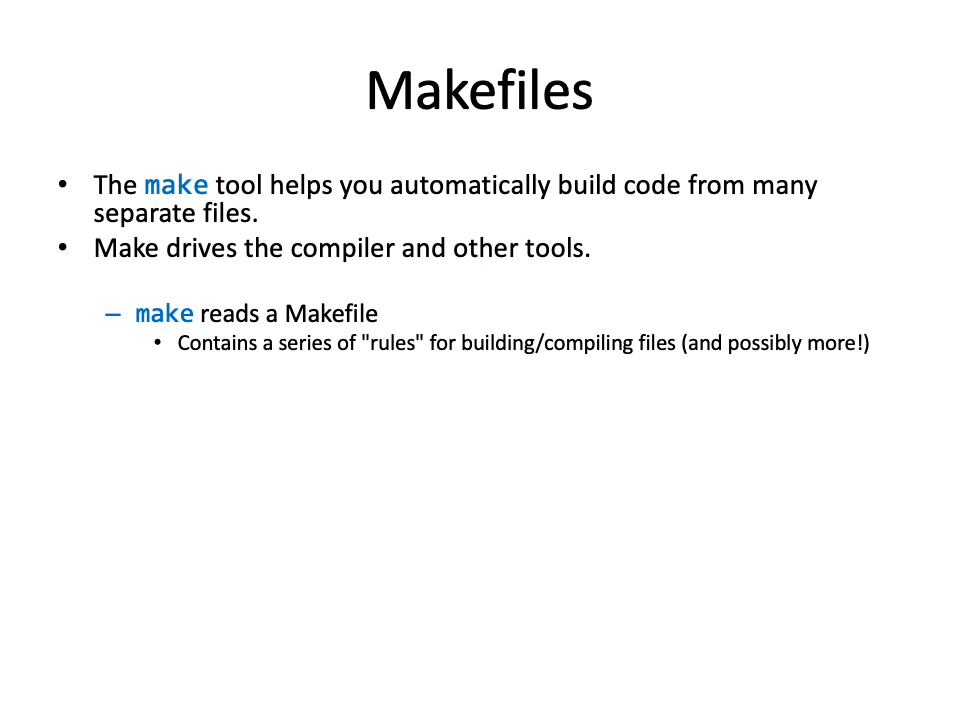 Makefiles
• The make tool helps you automatically build code from many
separate files.
• Make drives the compiler and other tools.
– make reads a Makefile
• Contains a series of "rules" for building/compiling files (and possibly more!)